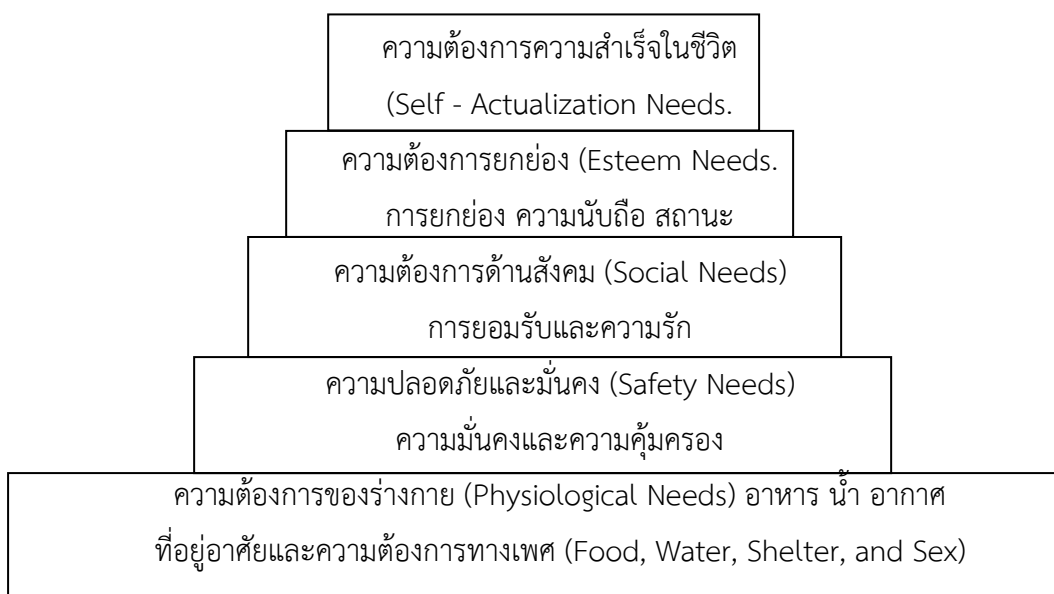 ความต้องการความสำเร็จในชีวิต
(Self - Actualization Needs.
ความต้องการยกย่อง (Esteem Needs.
การยกย่อง ความนับถือ สถานะ
ความต้องการด้านสังคม (Social Needs)
การยอมรับและความรัก
ความปลอดภัยและมั่นคง (Safety Needs)
ความมั่นคงและความคุ้มครอง
ความต้องการของร่างกาย (Physiological Needs) อาหาร น้ำ อากาศ
ที่อยู่อาศัยและความต้องการทางเพศ (Food, Water, Shelter, and Sex)